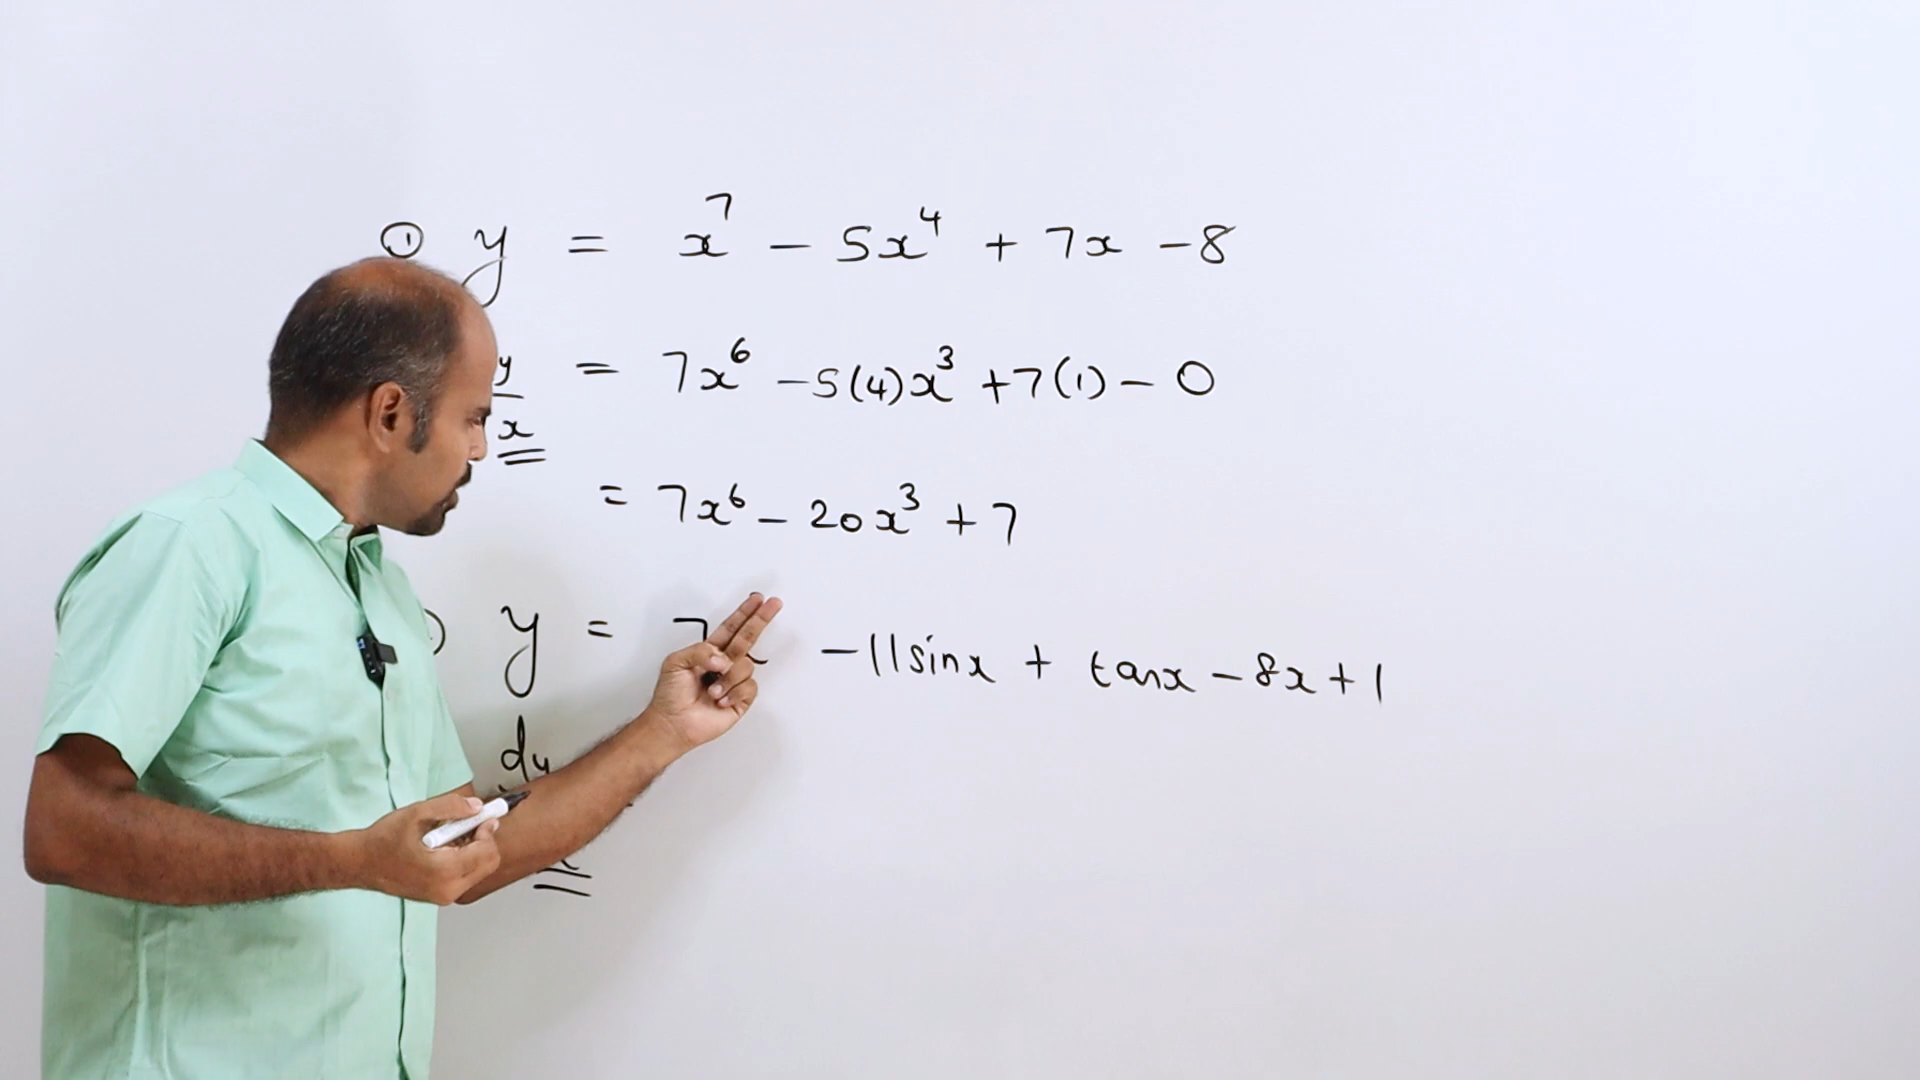 ① y = x⁷ - 5x⁴ + 7x - 8
y/x = 7x⁶ - 5(4)x³ + 7(1) - 0
= 7x⁶ - 20x³ + 7
y = 7 - 11sinx + tanx - 8x + 1
dy